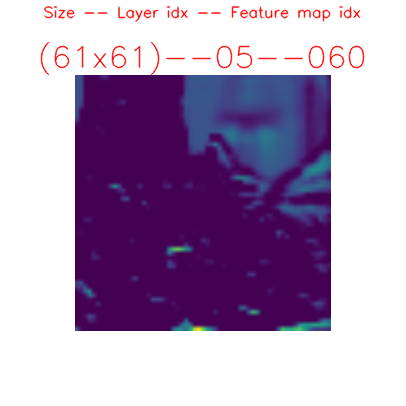 Size -- Layer idx -- Feature map idx
(61x61)--05--060